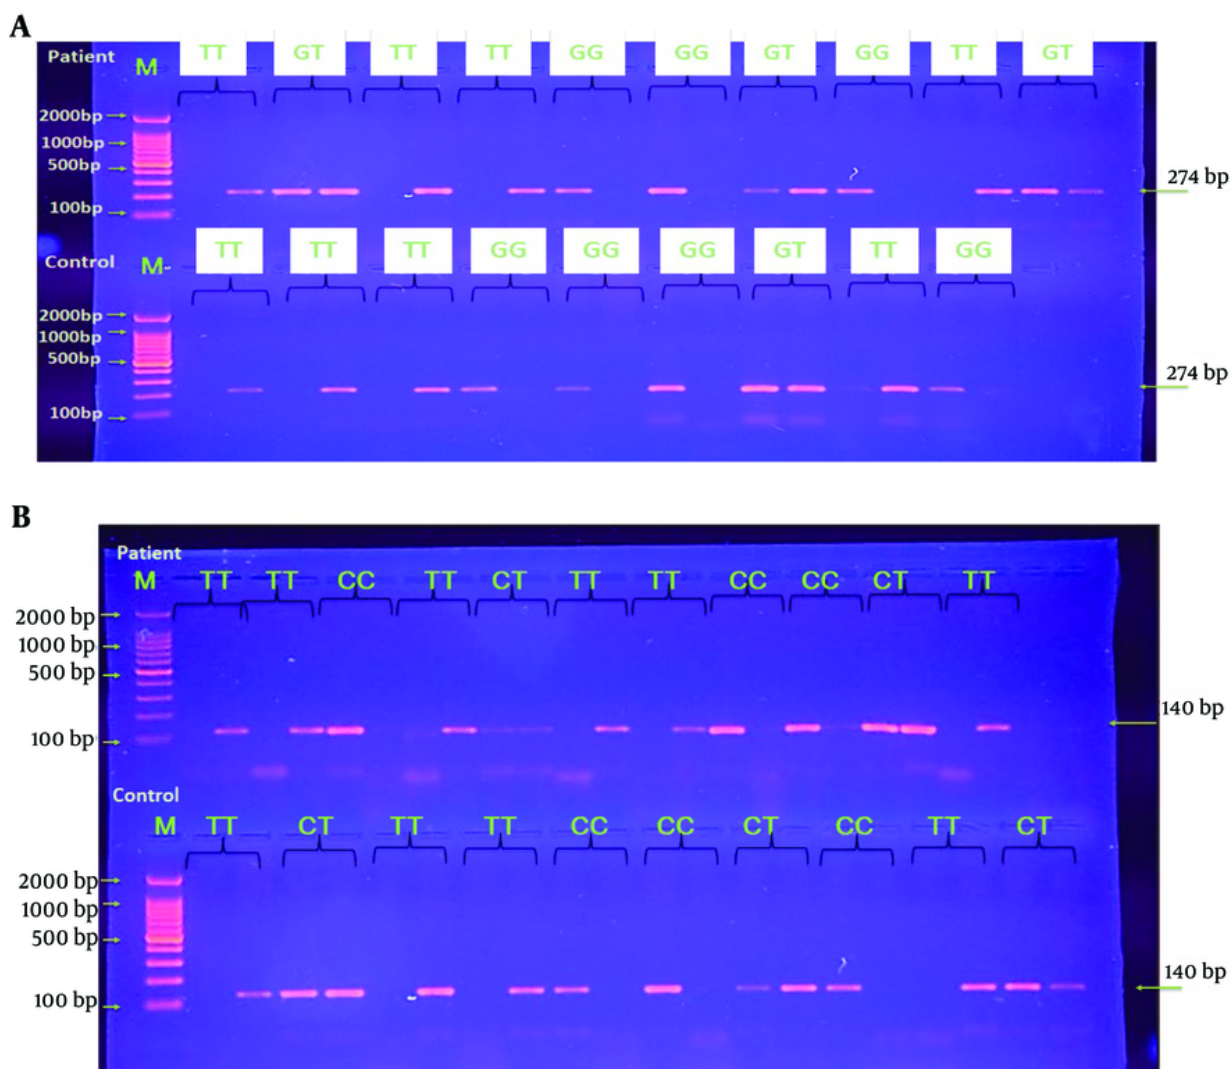 A
Patient M TT GT TT TT GG GG GT GG TT GT
2000bp
1000bp
500bp
100bp
274 bp
Control M TT TT TT GG GG GG GT TT GG
2000bp
1000bp
500bp
100bp
274 bp
B
Patient
M TT TT CC TT CT TT TT CC CC CT TT
2000 bp
1000 bp
500 bp
100 bp
140 bp
Control
M TT CT TT TT CC CC CT CC TT CT
2000 bp
1000 bp
500 bp
100 bp
140 bp